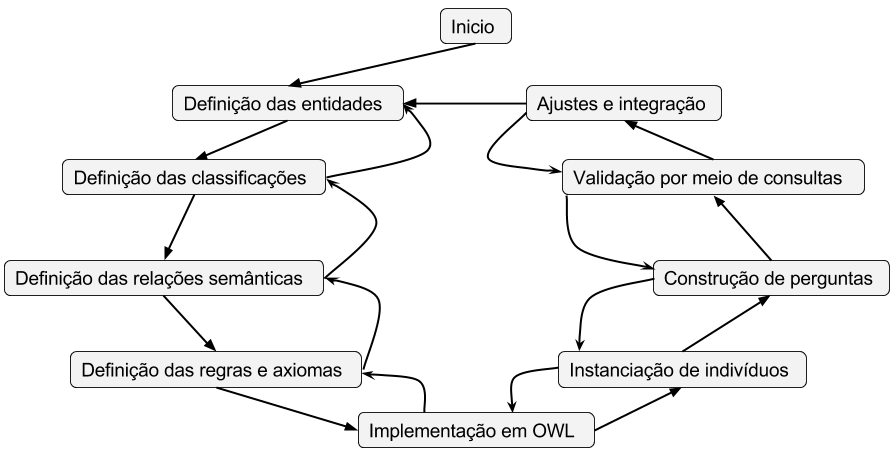 Inicio
Definição das entidades
Ajustes e integração
Definição das classificações
Validação por meio de consultas
Definição das relações semânticas
Construção de perguntas
Definição das regras e axiomas
Instanciação de indivíduos
Implementação em OWL